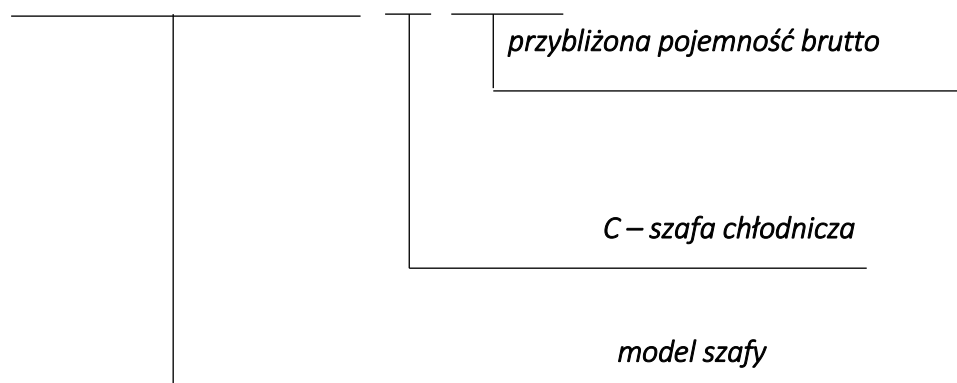 przybliżona pojemność brutto
C – szafa chłodnicza
model szafy